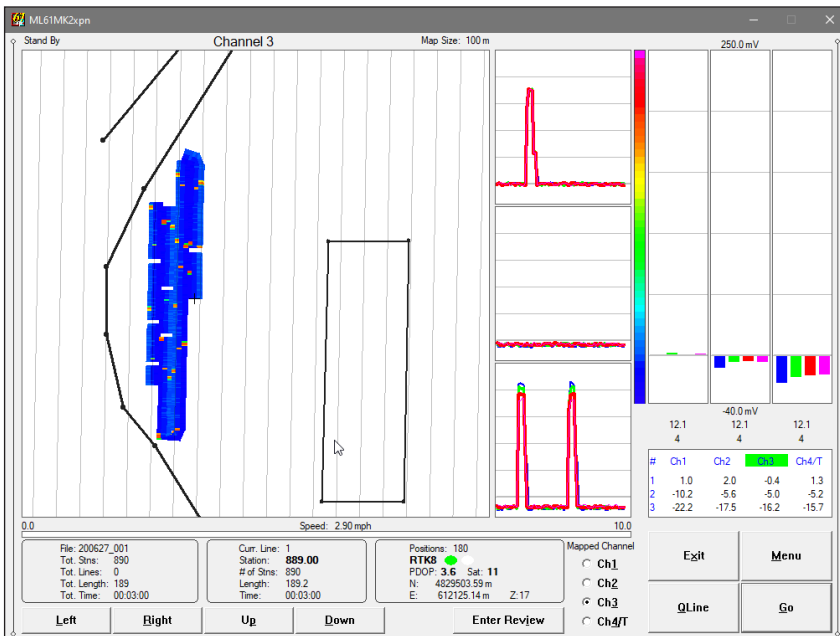 ML61MK2xpn
Stand By
Channel 3
Map Size: 100 m
250.0 mV
-40.0 mV
12.1 12.1 12.1
4 4 4
# Ch1 Ch2 Ch3 Ch4/T
1 1.0 2.0 -0.4 1.3
2 -10.2 -5.6 -5.0 -5.2
3 -22.2 -17.5 -16.2 -15.7
0.0 Speed: 2.90 mph 10.0
File: 200627_001
Tot. Stns: 890
Tot. Lines: 0
Tot. Length: 189
Tot. Time: 00:03:00
Curr. Line: 1
Station: 889.00
# of Stns: 890
Length: 189.2
Time: 00:03:00
Positions: 180
RTK8
PDOP: 3.6 Sat: 11
N: 4829503.59 m
E: 612125.14 m Z:17
Mapped Channel
Ch1
Ch2
Ch3
Ch4/T
Exit
Menu
QLine
Go
Left
Right
Up
Down
Enter Review